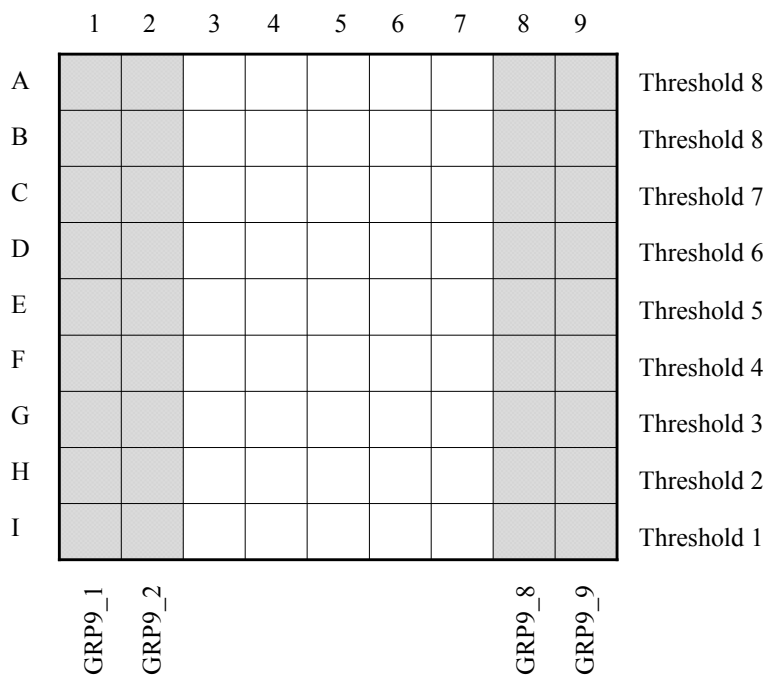 1 2 3 4 5 6 7 8 9
A Threshold 8
B Threshold 8
C Threshold 7
D Threshold 6
E Threshold 5
F Threshold 4
G Threshold 3
H Threshold 2
I Threshold 1
GRP9_1 GRP9_2 GRP9_8 GRP9_9